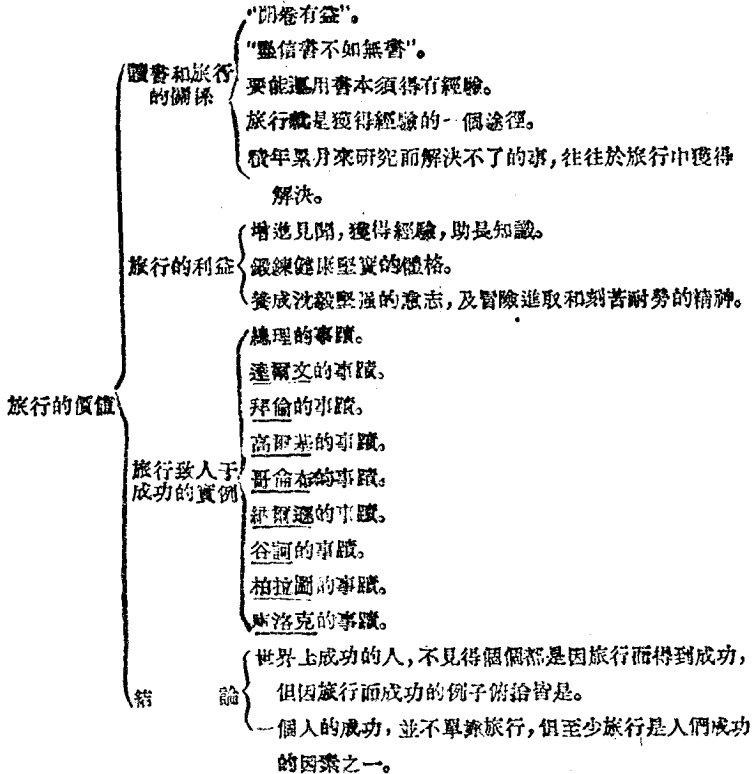 旅行的價值
讀書和旅行
的關係
"開卷有益"。
"盡信書不如無書"。
要能運用書本須得有經驗。
旅行就是獲得經驗的一個途徑。
積年累月來研究而解決不了的事,往往於旅行中獲得
解決。
旅行的利益
增進見聞,獲得經驗,助長知識。
鍛鍊健康堅實的體格。
養成沈毅堅强的意志,及冒險進取和刻苦耐勞的精神。
旅行致人于
成功的實例
總理的事蹟。
達爾文的事蹟。
拜倫的事蹟。
高爾基的事蹟。
哥倫布的事蹟。
的事蹟。
谷訶的事蹟。
柏拉圖的事蹟。
洛克的事蹟。
結論
世界上成功的人,不見得個個都是因旅行而得到成功,
但因旅行而成功的例子俯拾皆是。
一個人的成功,並不單靠旅行,但至少旅行是人們成功
的因素之一。